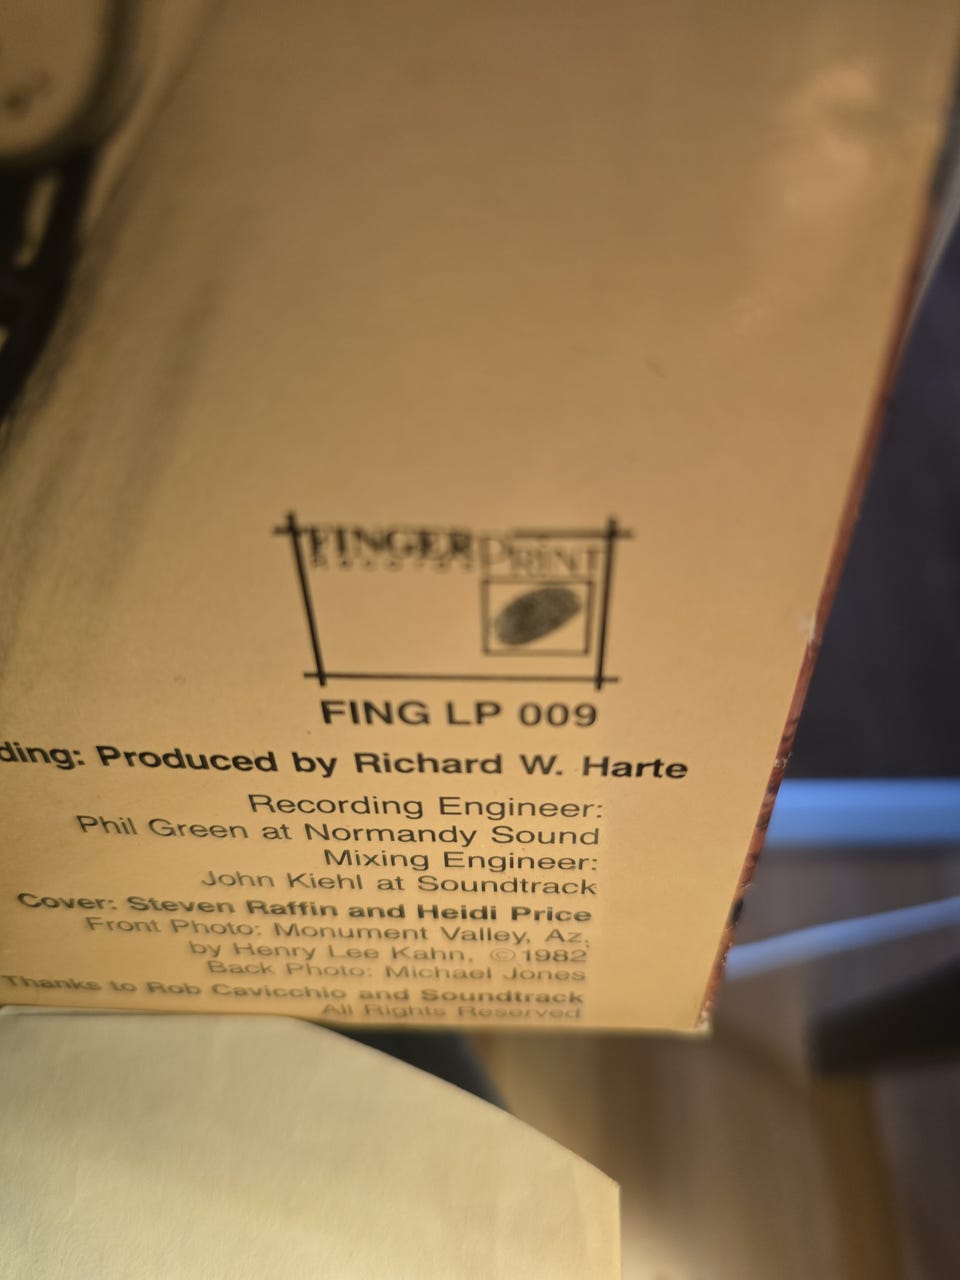 FINGERPRINT
RECORDS
FING LP 009
ding: Produced by Richard W. Harte
Recording Engineer:
Phil Green at Normandy Sound
Mixing Engineer:
John Kiehl at Soundtrack
Cover: Steven Raffin and Heidi Price
Front Photo: Monument Valley, Az.
by Henry Lee Kahn, ©1982
Back Photo: Michael Jones
Thanks to Rob Cavicchio and Soundtrack
All Rights Reserved